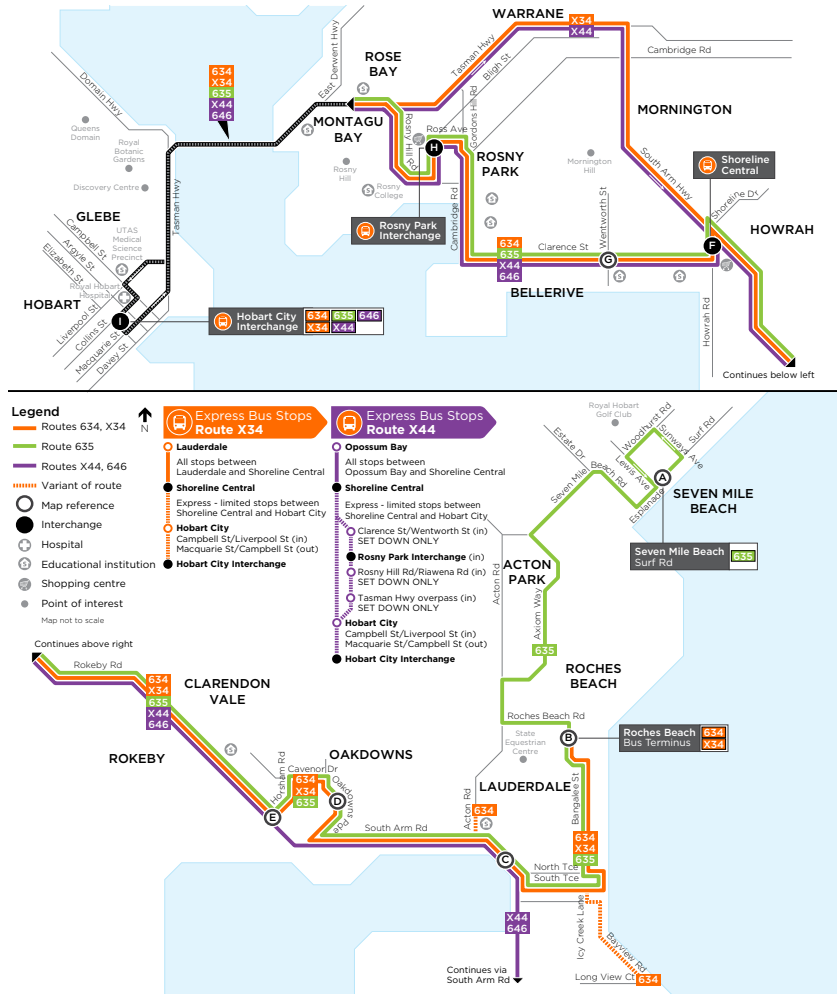 WARRANE
X34
X44
Cambridge Rd
ROSE
BAY
East Derwent Hwy
Tasman Hwy
Bligh St
634
X34
635
X44
646
Domain Hwy
MONTAGU
BAY
Gordons Hill Rd
MORNINGTON
Queens
Domain
Royal
Botanic
Gardens
Discovery Centre
Rosny Hill Rd
Ross Ave
H
ROSNY
PARK
Rosny
Hill
Rosny
College
Mornington
Hill
South Arm Hwy
Shoreline
Central
Shoreline Dr
Tasman Hwy
GLEBE
Campbell St
Argyle St
Elizabeth St
UTAS
Medical
Science
Precinct
Royal Hobart
Hospital
Rosny Park
Interchange
Cambridge Rd
Wentworth St
HOWRAH
F
634
635
X44
646
Clarence St
G
BELLERIVE
HOBART
Liverpool St
Collins St
Macquarie St
Davey St
I
Hobart City
Interchange
634
635
646
X34
X44
Howrah Rd
Continues below left
Legend
Routes 634, X34
Route 635
Routes X44, 646
Variant of route
Map reference
Interchange
Hospital
Educational institution
Shopping centre
Point of interest
Map not to scale
N
Express Bus Stops
Route X34
Lauderdale
All stops between
Lauderdale and Shoreline Central
Shoreline Central
Express - limited stops between
Shoreline Central and Hobart City
Hobart City
Campbell St/Liverpool St (in)
Macquarie St/Campbell St (out)
Hobart City Interchange
Express Bus Stops
Route X44
Opossum Bay
All stops between
Opossum Bay and Shoreline Central
Shoreline Central
Express - limited stops between
Shoreline Central and Hobart City
Clarence St/Wentworth St (in)
SET DOWN ONLY
Rosny Park Interchange (in)
Rosny Hill Rd/Riawena Rd (in)
SET DOWN ONLY
Tasman Hwy overpass (in)
SET DOWN ONLY
Hobart City
Campbell St/Liverpool St (in)
Macquarie St/Campbell St (out)
Hobart City Interchange
Royal Hobart
Golf Club
Woodhurst Rd
Sunways Ave
Surf Rd
Lewis Ave
Estate Dr
Seven Mile Beach Rd
Esplanade
A
SEVEN MILE
BEACH
Seven Mile Beach
Surf Rd
635
ACTON
PARK
Acton Rd
Axiom Way
635
ROCHES
BEACH
Roches Beach Rd
B
Roches Beach
Bus Terminus
634
X34
State
Equestrian
Centre
LAUDERDALE
Acton Rd
634
Bangalee St
634
X34
635
Continues above right
Rokeby Rd
634
X34
635
X44
646
CLARENDON
VALE
ROKEBY
OAKDOWNS
Horsham Rd
Cavenor Dr
634
X34
635
Oakdowns
Pde
D
E
South Arm Rd
C
North Tce
South Tce
X44
646
Icy Creek Lane
Bayview Rd
Continues via
South Arm Rd
Long View Ct
634